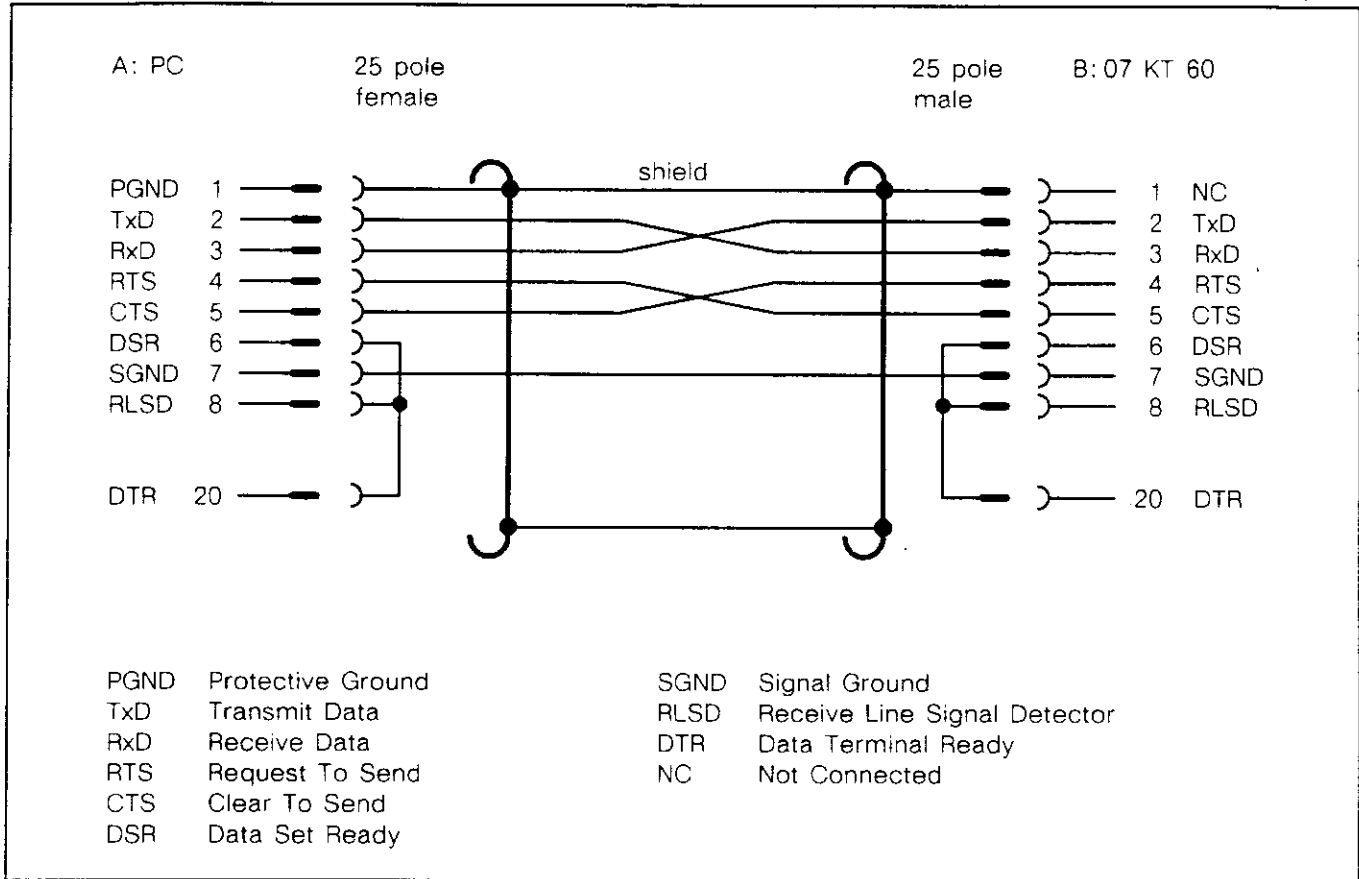 A: PC 25 pole 25 pole B: 07 KT 60
female male
shield
PGND 1 1 NC
TxD 2 2 TxD
RxD 3 3 RxD
RTS 4 4 RTS
CTS 5 5 CTS
DSR 6 6 DSR
SGND 7 7 SGND
RLSD 8 8 RLSD
DTR 20 20 DTR
PGND Protective Ground
TxD Transmit Data
RxD Receive Data
RTS Request To Send
CTS Clear To Send
DSR Data Set Ready
SGND Signal Ground
RLSD Receive Line Signal Detector
DTR Data Terminal Ready
NC Not Connected